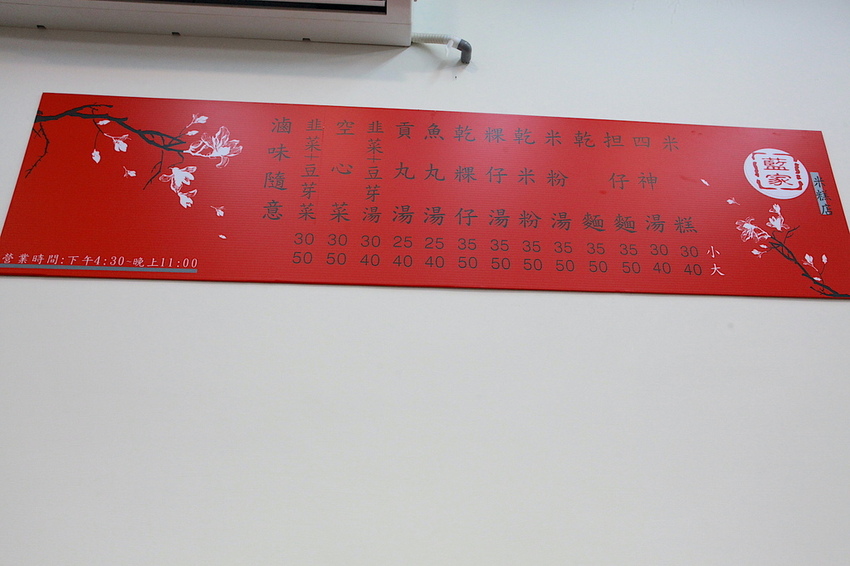 藍家
米糕店
小
大
米糕 30 40
四神湯 30 40
担仔麵 35 50
乾麵 35 50
米粉湯 35 50
乾米粉 35 50
粿仔湯 35 50
乾粿仔 35 50
魚丸湯 25 40
貢丸湯 25 40
韭菜+豆芽湯 30 40
空心菜 30 50
韭菜+豆芽菜 30 50
滷味隨意
營業時間:下午4:30~晚上11:00